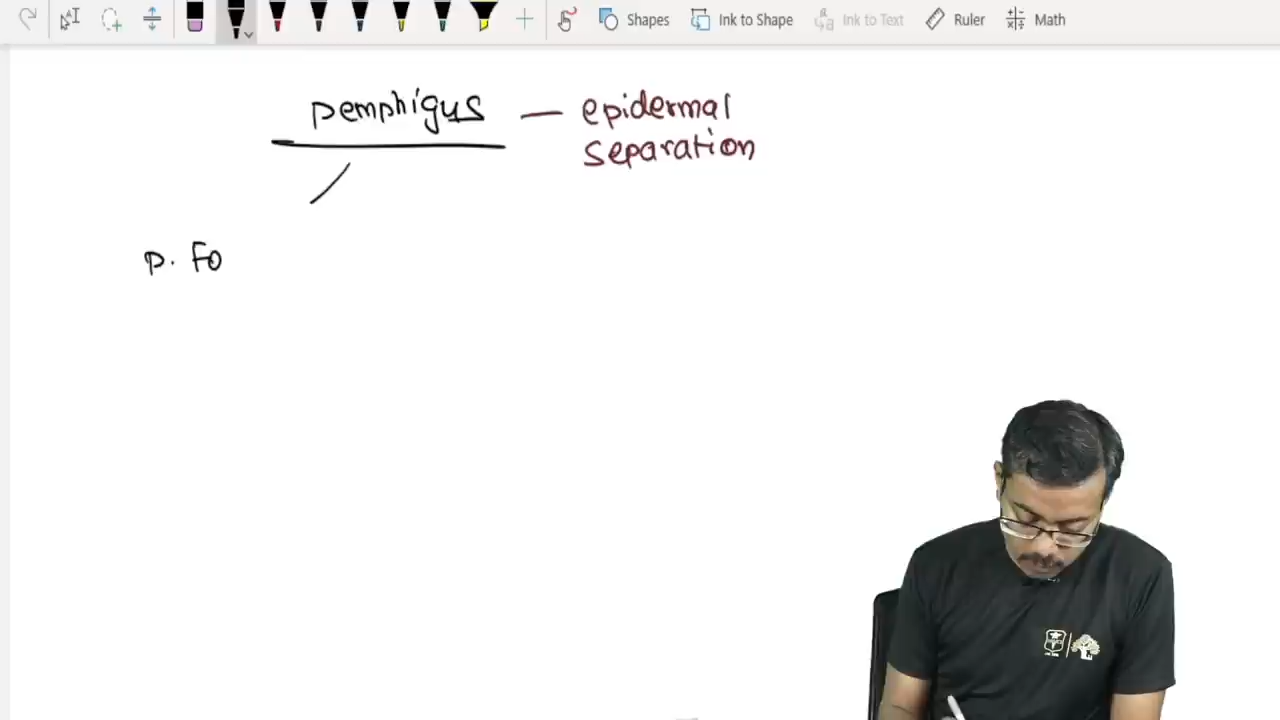 Shapes Ink to Shape Ink to Text Ruler Math
pemphigus — epidermal
separation
p. Fo